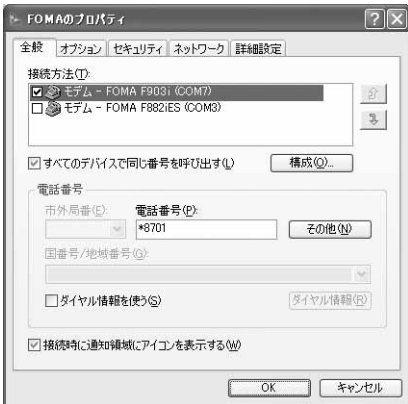 FOMAのプロパティ
全般 オプション セキュリティ ネットワーク 詳細設定
接続方法(T):
モデム - FOMA F903i (COM7)
モデム - FOMA F882iES (COM3)
すべてのデバイスで同じ番号を呼び出す(L) 構成(O)...
電話番号
市外局番(E): 電話番号(P):
*8701 その他(N)
国番号/地域番号(G):
ダイヤル情報を使う(S) ダイヤル情報(R)
接続時に通知領域にアイコンを表示する(W)
OK キャンセル